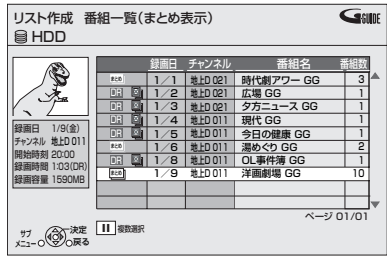 リスト作成 番組一覧(まとめ表示) GGUIDE
HDD
録画日 チャンネル 番組名 番組数
まとめ 1/1 地上D 021 時代劇アワー GG 3
DR 1/2 地上D 021 広場 GG 1
DR 1/3 地上D 021 夕方ニュース GG 1
DR 1/4 地上D 011 現代 GG 1
DR 1/5 地上D 011 今日の健康 GG 1
まとめ 1/6 地上D 011 湯めぐり GG 2
DR 1/8 地上D 011 OL事件簿 GG 1
まとめ 1/9 地上D 011 洋画劇場 GG 10
録画日 1/9(金)
チャンネル 地上D 011
開始時刻 20:00
録画時間 1:03(DR)
録画容量 1590MB
ページ 01/01
サブメニュー 決定 戻る
複数選択